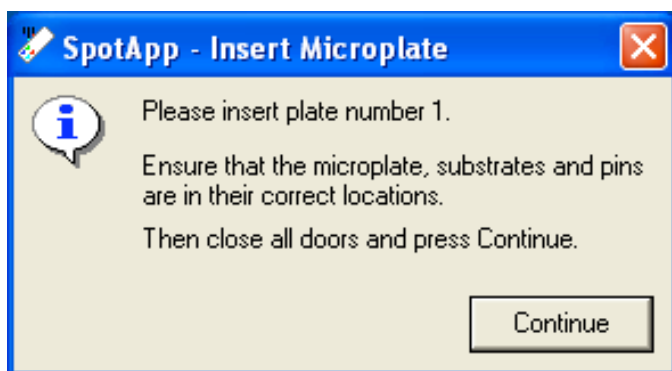 SpotApp - Insert Microplate
Please insert plate number 1.
Ensure that the microplate, substrates and pins
are in their correct locations.
Then close all doors and press Continue.
Continue